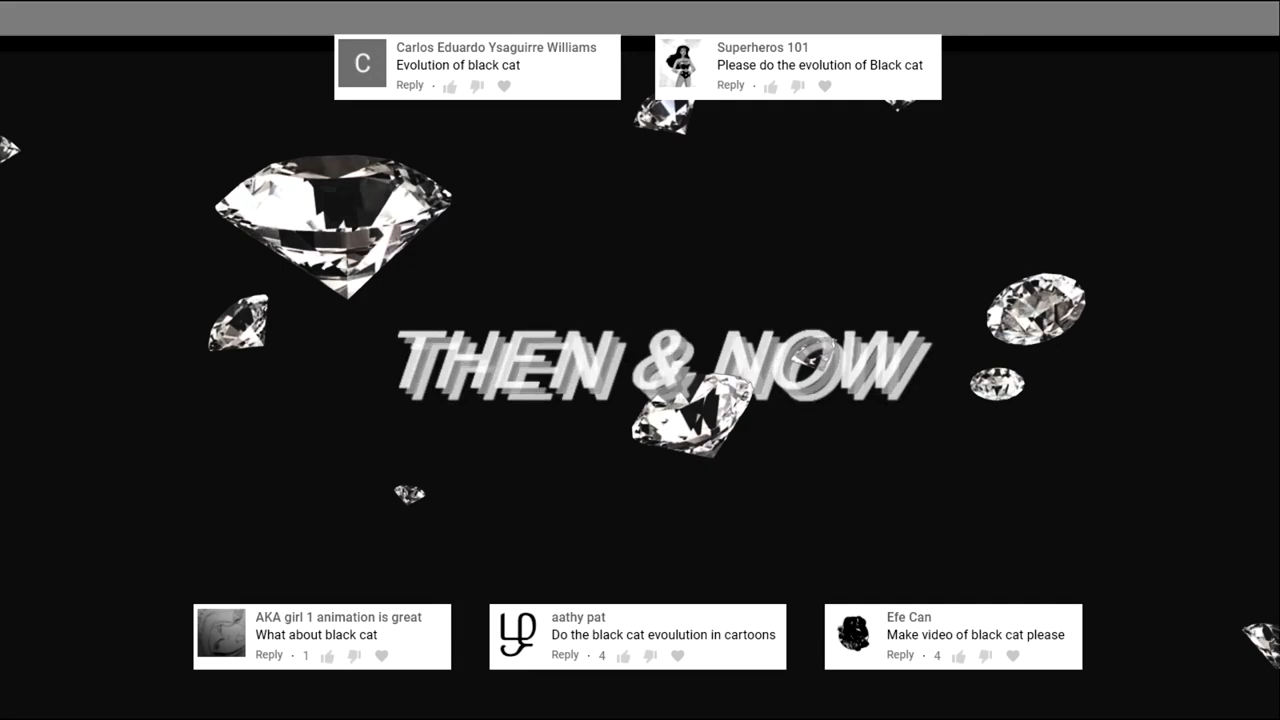 C
Carlos Eduardo Ysaguirre Williams
Evolution of black cat
Reply ·
Superheros 101
Please do the evolution of Black cat
Reply ·
THEN & NOW
AKA girl 1 animation is great
What about black cat
Reply · 1
aathy pat
Do the black cat evoulution in cartoons
Reply · 4
Efe Can
Make video of black cat please
Reply · 4